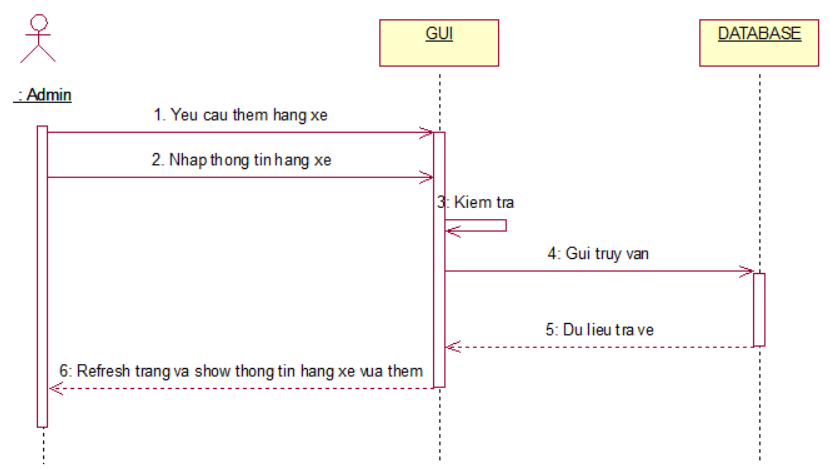 GUI
DATABASE
: Admin
1. Yeu cau them hang xe
2. Nhap thong tin hang xe
3: Kiem tra
4: Gui truy van
5: Du lieu tra ve
6: Refresh trang va show thong tin hang xe vua them